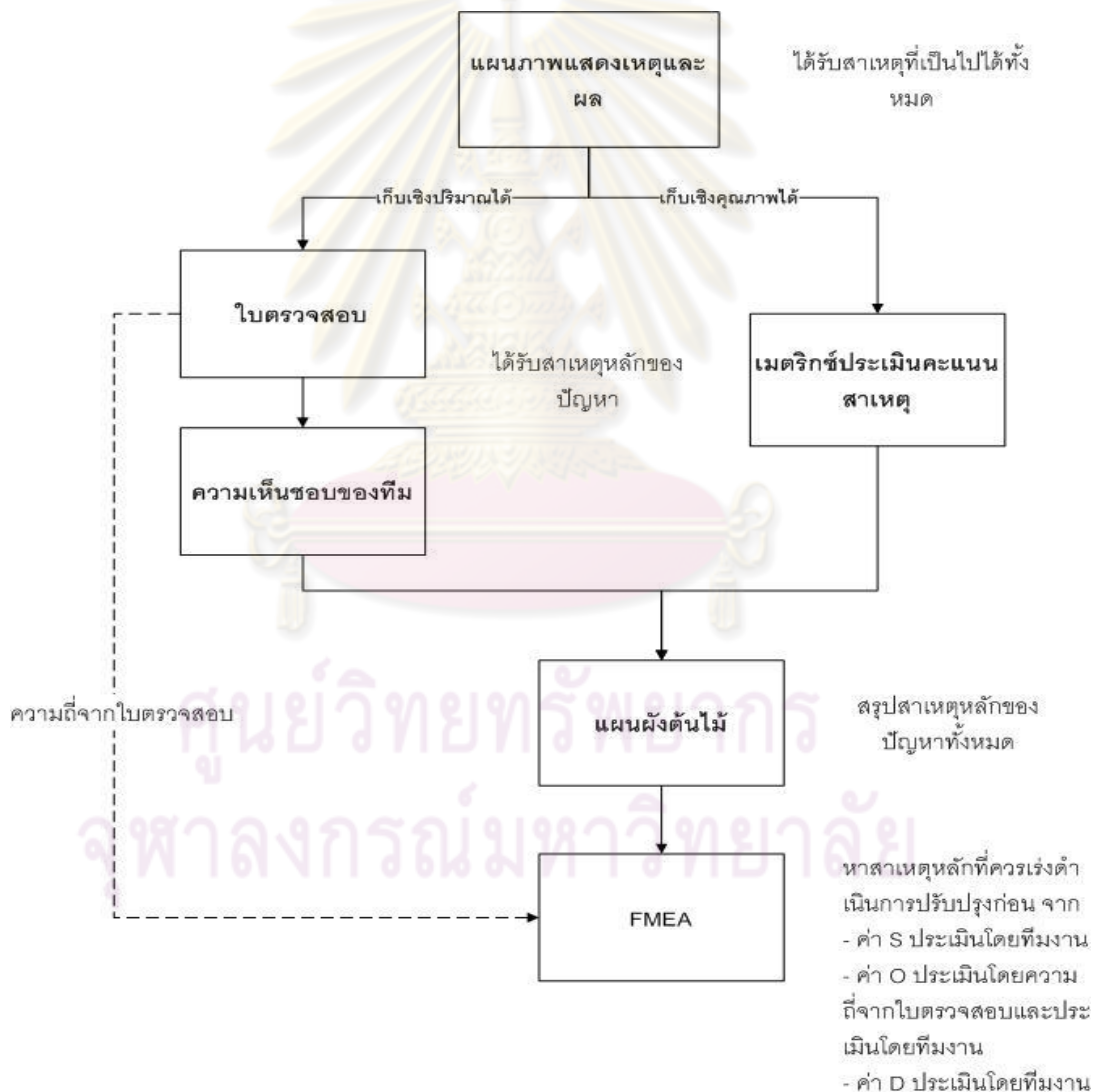 แผนภาพแสดงเหตุและ
ผล
ได้รับสาเหตุที่เป็นไปได้ทั้ง
หมด
เก็บเชิงปริมาณได้
เก็บเชิงคุณภาพได้
ใบตรวจสอบ
ได้รับสาเหตุหลักของ
ปัญหา
เมตริกซ์ประเมินคะแนน
สาเหตุ
ความเห็นชอบของทีม
ความถี่จากใบตรวจสอบ
แผนผังต้นไม้
สรุปสาเหตุหลักของ
ปัญหาทั้งหมด
ศูนย์วิทยทรัพยากร
จุฬาลงกรณ์มหาวิทยาลัย
FMEA
หาสาเหตุหลักที่ควรเร่งดำ
เนินการปรับปรุงก่อน จาก
- ค่า S ประเมินโดยทีมงาน
- ค่า O ประเมินโดยความ
ถี่จากใบตรวจสอบและประ
เมินโดยทีมงาน
- ค่า D ประเมินโดยทีมงาน